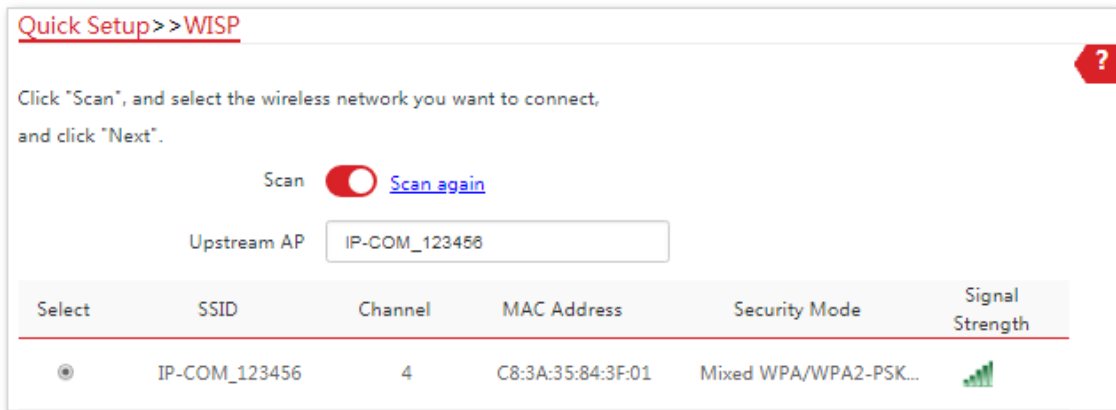 Quick Setup>>WISP
?
Click "Scan", and select the wireless network you want to connect,
and click "Next".
Scan Scan again
Upstream AP IP-COM_123456
Select SSID Channel MAC Address Security Mode Signal Strength
IP-COM_123456 4 C8:3A:35:84:3F:01 Mixed WPA/WPA2-PSK...